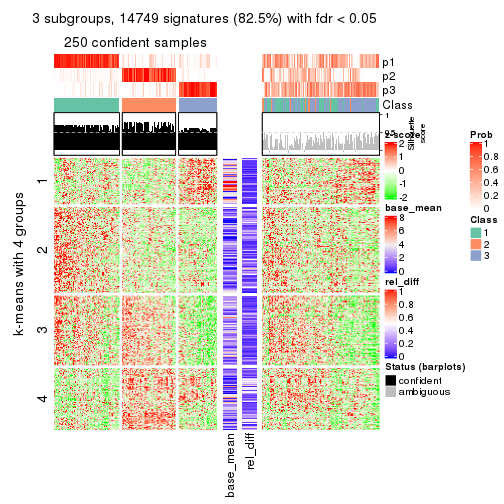 3 subgroups, 14749 signatures (82.5%) with fdr < 0.05
250 confident samples
p1
p2
p3
Class
1
0.5
Silhouette
score
k-means with 4 groups
1
2
3
4
base_mean
rel_diff
z-score
2
1
0
-1
-2
base_mean
8
6
4
2
0
rel_diff
1
0.8
0.6
0.4
0.2
0
Status (barplots)
confident
ambiguous
Prob
1
0.8
0.6
0.4
0.2
0
Class
1
2
3